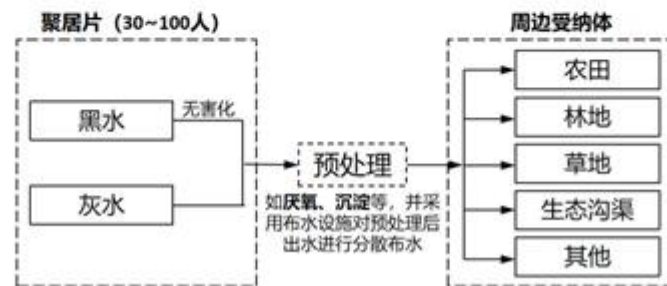 聚居片（30~100人）
黑水
无害化
灰水
预处理
如厌氧、沉淀等，并采
用布水设施对预处理后
出水进行分散布水
周边受纳体
农田
林地
草地
生态沟渠
其他